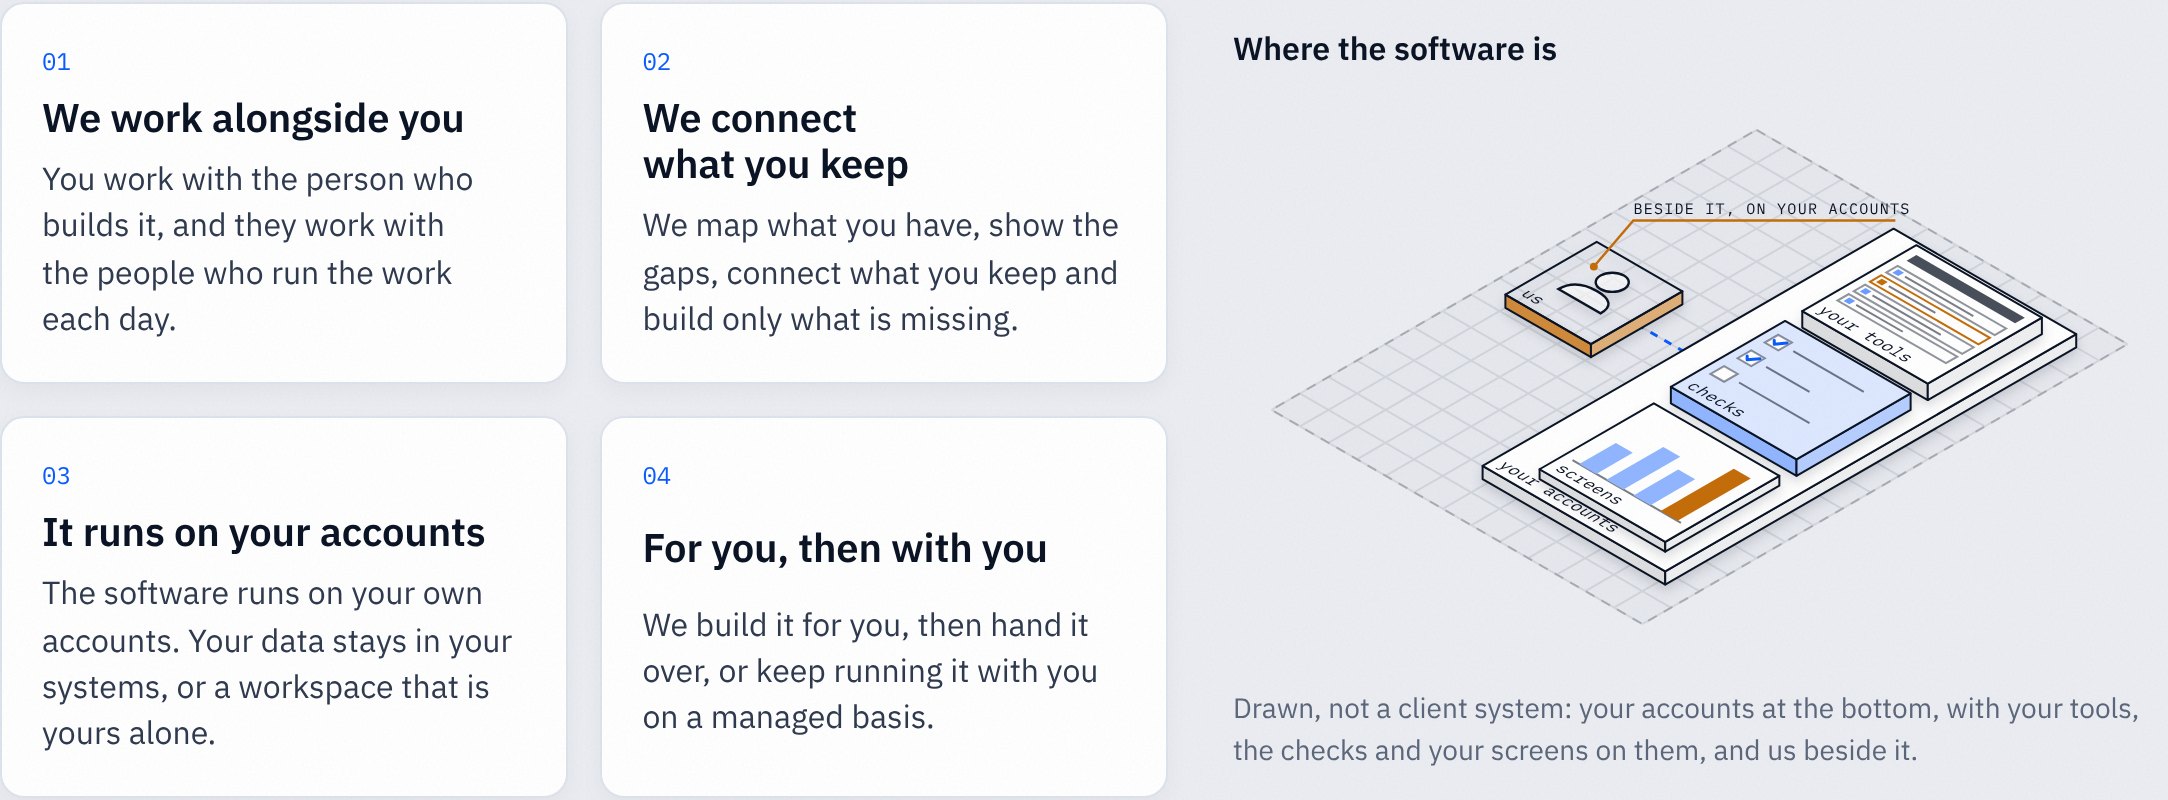 01
We work alongside you
You work with the person who
builds it, and they work with
the people who run the work
each day.
02
We connect
what you keep
We map what you have, show the
gaps, connect what you keep and
build only what is missing.
03
It runs on your accounts
The software runs on your own
accounts. Your data stays in your
systems, or a workspace that is
yours alone.
04
For you, then with you
We build it for you, then hand it
over, or keep running it with you
on a managed basis.
Where the software is
BESIDE IT, ON YOUR ACCOUNTS
us
your tools
checks
screens
your accounts
Drawn, not a client system: your accounts at the bottom, with your tools,
the checks and your screens on them, and us beside it.